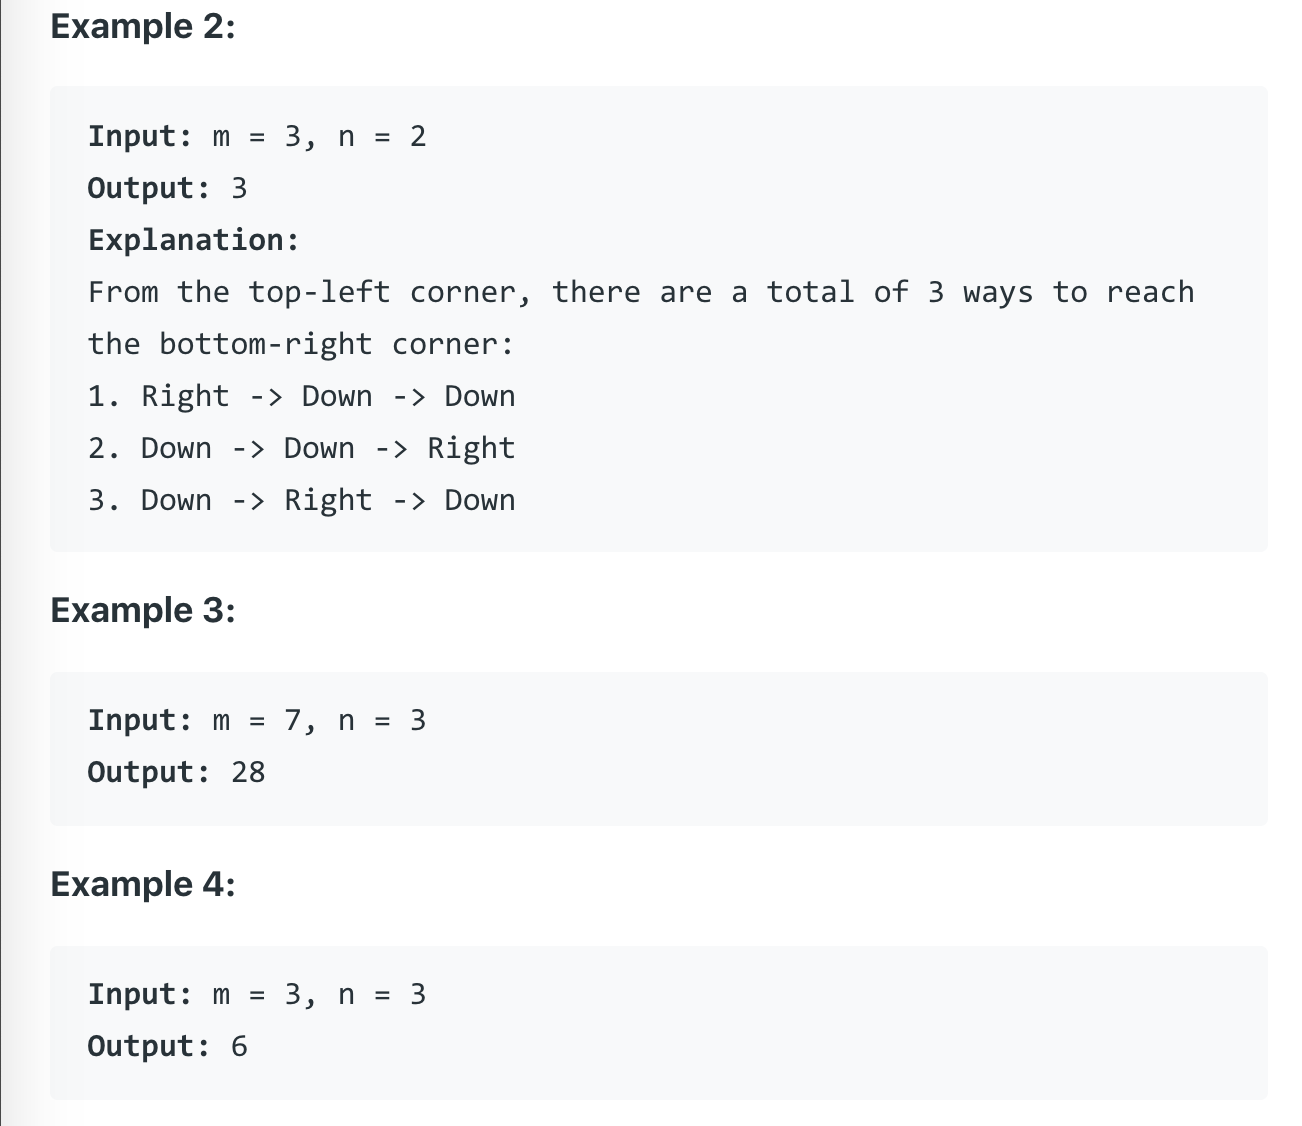 Example 2:
Input: m = 3, n = 2
Output: 3
Explanation:
From the top-left corner, there are a total of 3 ways to reach
the bottom-right corner:
1. Right -> Down -> Down
2. Down -> Down -> Right
3. Down -> Right -> Down
Example 3:
Input: m = 7, n = 3
Output: 28
Example 4:
Input: m = 3, n = 3
Output: 6